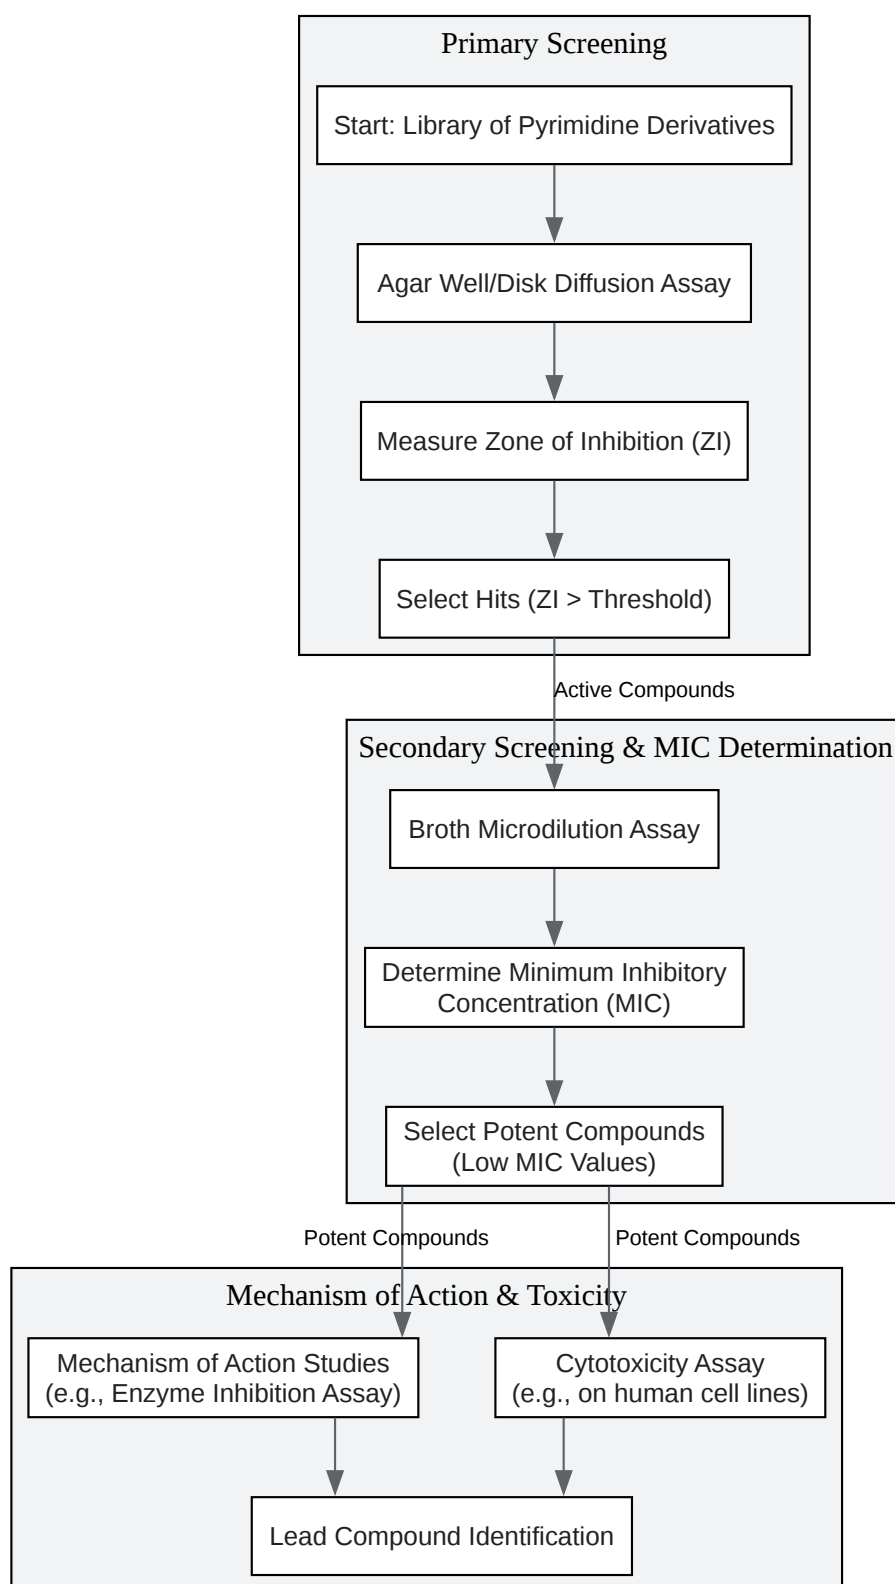 Primary Screening
Start: Library of Pyrimidine Derivatives
Agar Well/Disk Diffusion Assay
Measure Zone of Inhibition (ZI)
Select Hits (ZI > Threshold)
Active Compounds
Secondary Screening & MIC Determination
Broth Microdilution Assay
Determine Minimum Inhibitory
Concentration (MIC)
Select Potent Compounds
(Low MIC Values)
Potent Compounds
Potent Compounds
Mechanism of Action & Toxicity
Mechanism of Action Studies
(e.g., Enzyme Inhibition Assay)
Cytotoxicity Assay
(e.g., on human cell lines)
Lead Compound Identification